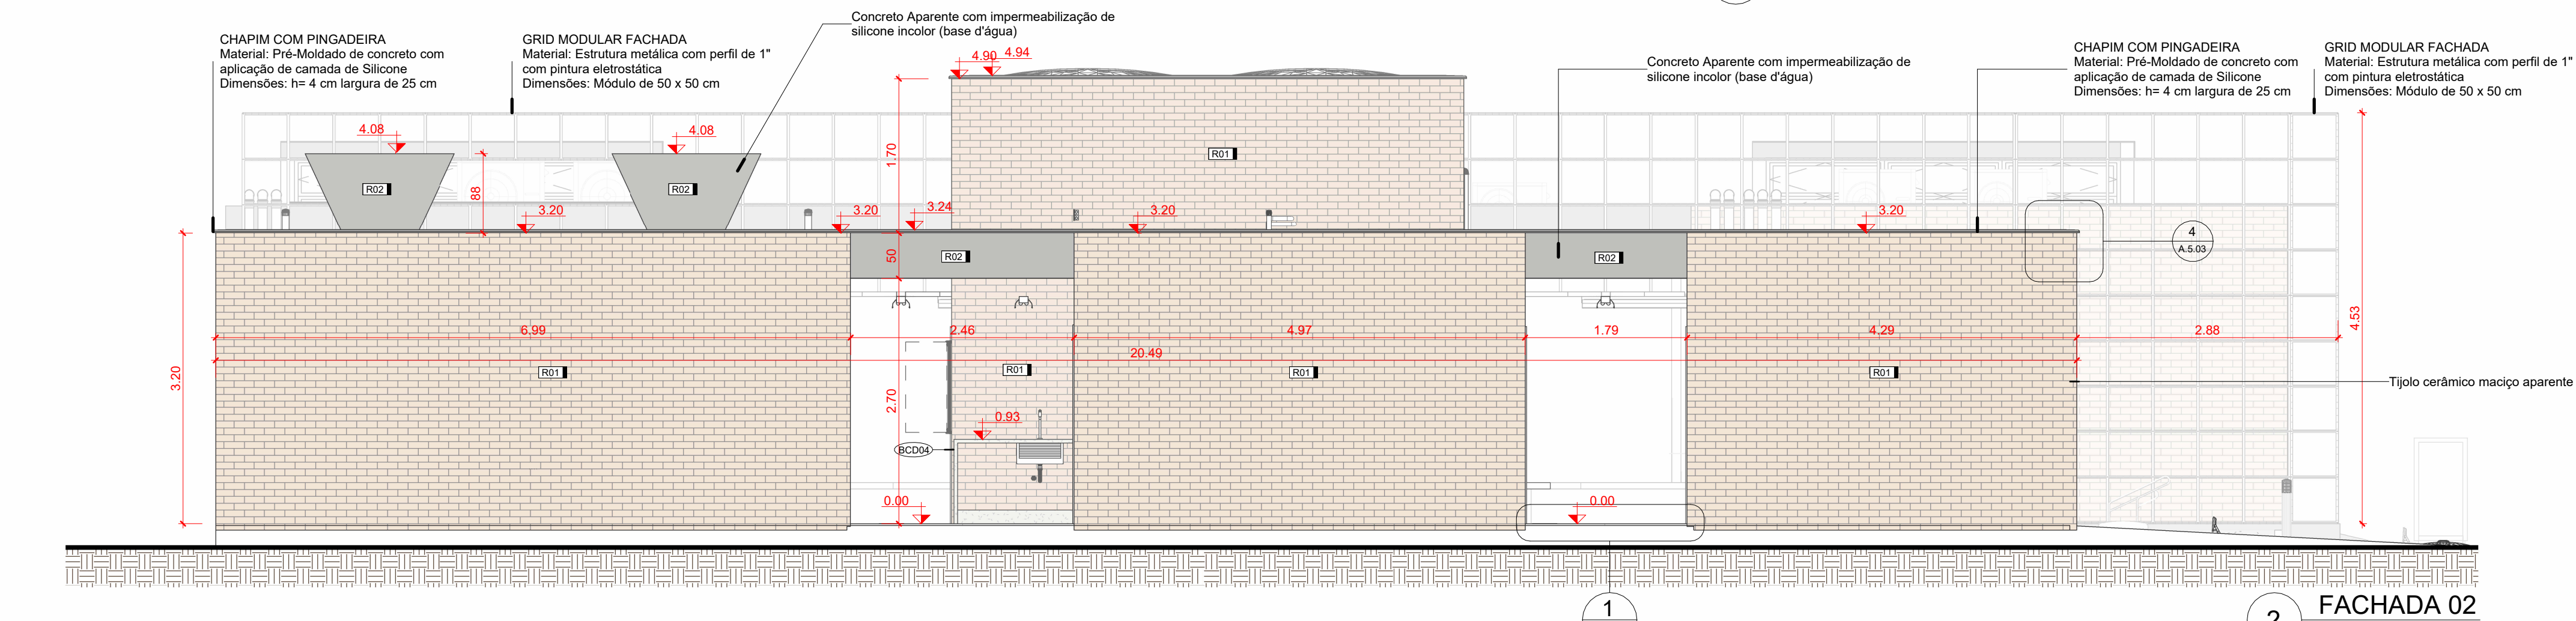 CHAPIM COM PINGADEIRA
Material: Pré-Moldado de concreto com
aplicação de camada de Silicone
Dimensões: h= 4 cm largura de 25 cm
GRID MODULAR FACHADA
Material: Estrutura metálica com perfil de 1"
com pintura eletrostática
Dimensões: Módulo de 50 x 50 cm
Concreto Aparente com impermeabilização de
silicone incolor (base d'água)
4.90
4.94
Concreto Aparente com impermeabilização de
silicone incolor (base d'água)
CHAPIM COM PINGADEIRA
Material: Pré-Moldado de concreto com
aplicação de camada de Silicone
Dimensões: h= 4 cm largura de 25 cm
GRID MODULAR FACHADA
Material: Estrutura metálica com perfil de 1"
com pintura eletrostática
Dimensões: Módulo de 50 x 50 cm
4.08
4.08
1.70
R01
R02
88
R02
3.20
3.20
3.24
3.20
3.20
4
A.5.03
50
R02
R02
6.99
2.46
4.97
1.79
4.29
2.88
4.53
20.49
3.20
R01
R01
R01
R01
Tijolo cerâmico maciço aparente
2.70
0.93
BCD04
0.00
0.00
1
2
FACHADA 02